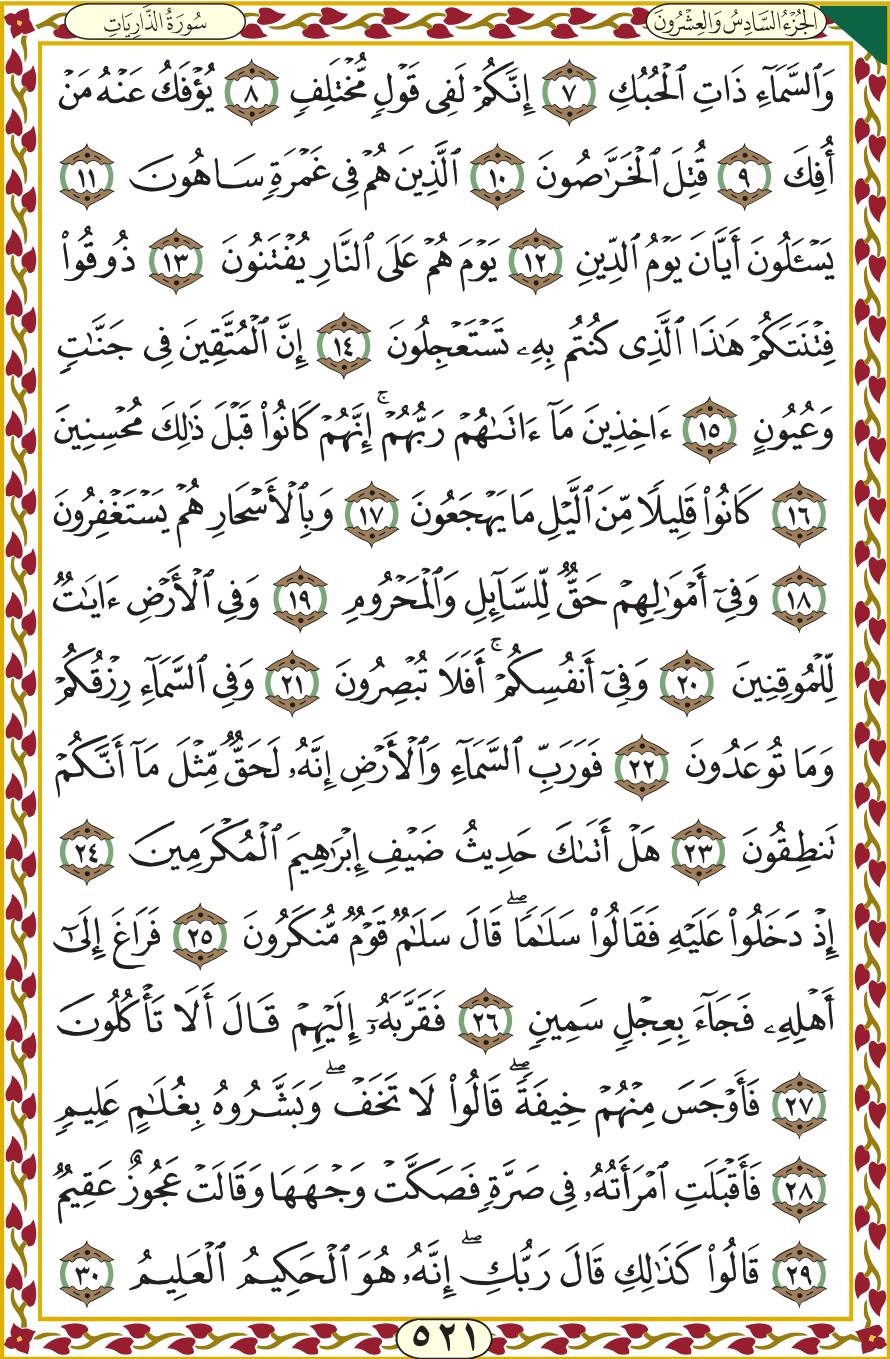 الجُزْءُ السَّادِسُ وَالعِشْرُونَ
سُورَةُ الذَّارِيَاتِ
وَٱلسَّمَآءِ ذَاتِ ٱلْحُبُكِ ٧ إِنَّكُمْ لَفِى قَوْلٍ مُّخْتَلِفٍ ٨ يُؤْفَكُ عَنْهُ مَنْ
أُفِكَ ٩ قُتِلَ ٱلْخَرَّٰصُونَ ١٠ ٱلَّذِينَ هُمْ فِى غَمْرَةٍ سَاهُونَ ١١
يَسْـَٔلُونَ أَيَّانَ يَوْمُ ٱلدِّينِ ١٢ يَوْمَ هُمْ عَلَى ٱلنَّارِ يُفْتَنُونَ ١٣ ذُوقُوا۟
فِتْنَتَكُمْ هَٰذَا ٱلَّذِى كُنتُم بِهِۦ تَسْتَعْجِلُونَ ١٤ إِنَّ ٱلْمُتَّقِينَ فِى جَنَّٰتٍ
وَعُيُونٍ ١٥ ءَاخِذِينَ مَآ ءَاتَىٰهُمْ رَبُّهُمْ ۚ إِنَّهُمْ كَانُوا۟ قَبْلَ ذَٰلِكَ مُحْسِنِينَ
١٦ كَانُوا۟ قَلِيلًا مِّنَ ٱلَّيْلِ مَا يَهْجَعُونَ ١٧ وَبِٱلْأَسْحَارِ هُمْ يَسْتَغْفِرُونَ
١٨ وَفِىٓ أَمْوَٰلِهِمْ حَقٌّ لِّلسَّآئِلِ وَٱلْمَحْرُومِ ١٩ وَفِى ٱلْأَرْضِ ءَايَٰتٌ
لِّلْمُوقِنِينَ ٢٠ وَفِىٓ أَنفُسِكُمْ ۚ أَفَلَا تُبْصِرُونَ ٢١ وَفِى ٱلسَّمَآءِ رِزْقُكُمْ
وَمَا تُوعَدُونَ ٢٢ فَوَرَبِّ ٱلسَّمَآءِ وَٱلْأَرْضِ إِنَّهُۥ لَحَقٌّ مِّثْلَ مَآ أَنَّكُمْ
تَنطِقُونَ ٢٣ هَلْ أَتَىٰكَ حَدِيثُ ضَيْفِ إِبْرَٰهِيمَ ٱلْمُكْرَمِينَ ٢٤
إِذْ دَخَلُوا۟ عَلَيْهِ فَقَالُوا۟ سَلَٰمًا ۖ قَالَ سَلَٰمٌ قَوْمٌ مُّنكَرُونَ ٢٥ فَرَاغَ إِلَىٰٓ
أَهْلِهِۦ فَجَآءَ بِعِجْلٍ سَمِينٍ ٢٦ فَقَرَّبَهُۥٓ إِلَيْهِمْ قَالَ أَلَا تَأْكُلُونَ
٢٧ فَأَوْجَسَ مِنْهُمْ خِيفَةً ۖ قَالُوا۟ لَا تَخَفْ ۖ وَبَشَّرُوهُ بِغُلَٰمٍ عَلِيمٍ
٢٨ فَأَقْبَلَتِ ٱمْرَأَتُهُۥ فِى صَرَّةٍ فَصَكَّتْ وَجْهَهَا وَقَالَتْ عَجُوزٌ عَقِيمٌ
٢٩ قَالُوا۟ كَذَٰلِكِ قَالَ رَبُّكِ ۖ إِنَّهُۥ هُوَ ٱلْحَكِيمُ ٱلْعَلِيمُ ٣٠
٥٢١